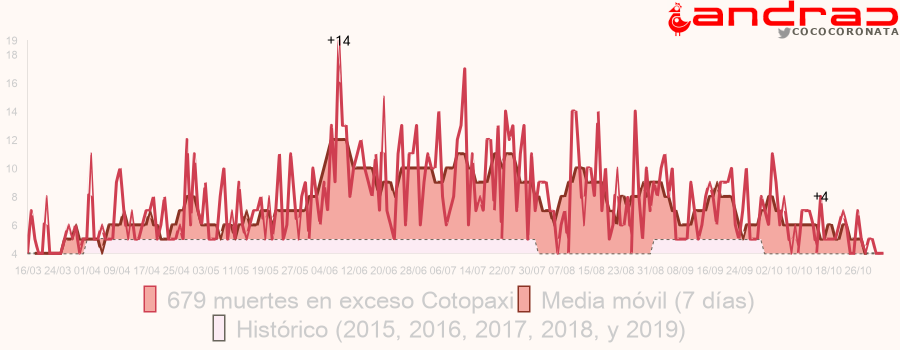 andrac
COCOCORONATA
+14
+4
19
18
16
14
12
10
8
6
4
16/03 24/03 01/04 09/04 17/04 25/04 03/05 11/05 19/05 27/05 04/06 12/06 20/06 28/06 06/07 14/07 22/07 30/07 07/08 15/08 23/08 31/08 08/09 16/09 24/09 02/10 10/10 18/10 26/10
679 muertes en exceso Cotopaxi Media móvil (7 días)
Histórico (2015, 2016, 2017, 2018, y 2019)